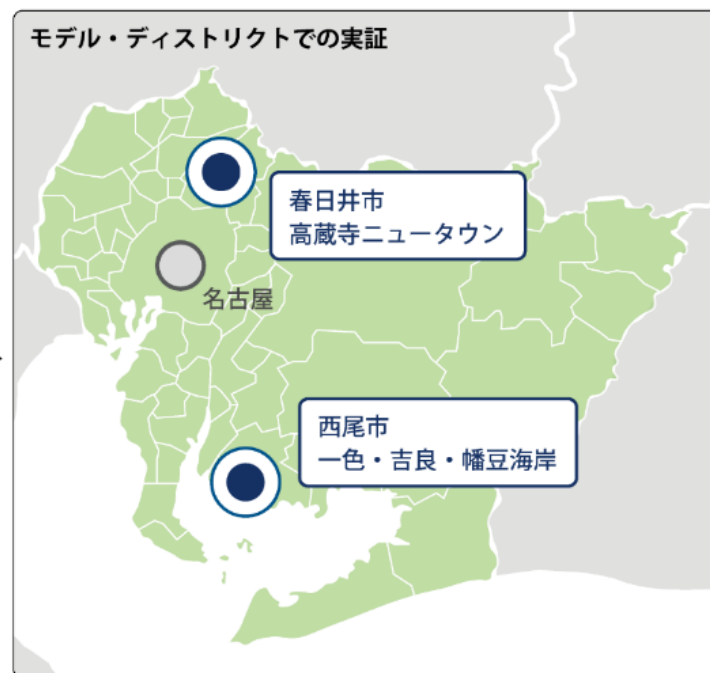 モデル・ディストリクトでの実証
春日井市
高蔵寺ニュータウン
名古屋
西尾市
一色・吉良・幡豆海岸